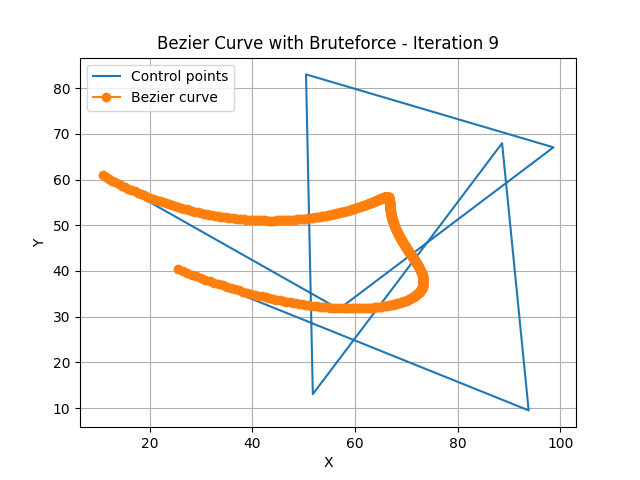 Bezier Curve with Bruteforce - Iteration 9
Control points
Bezier curve
80
70
60
50
40
30
20
10
Y
20 40 60 80 100
X